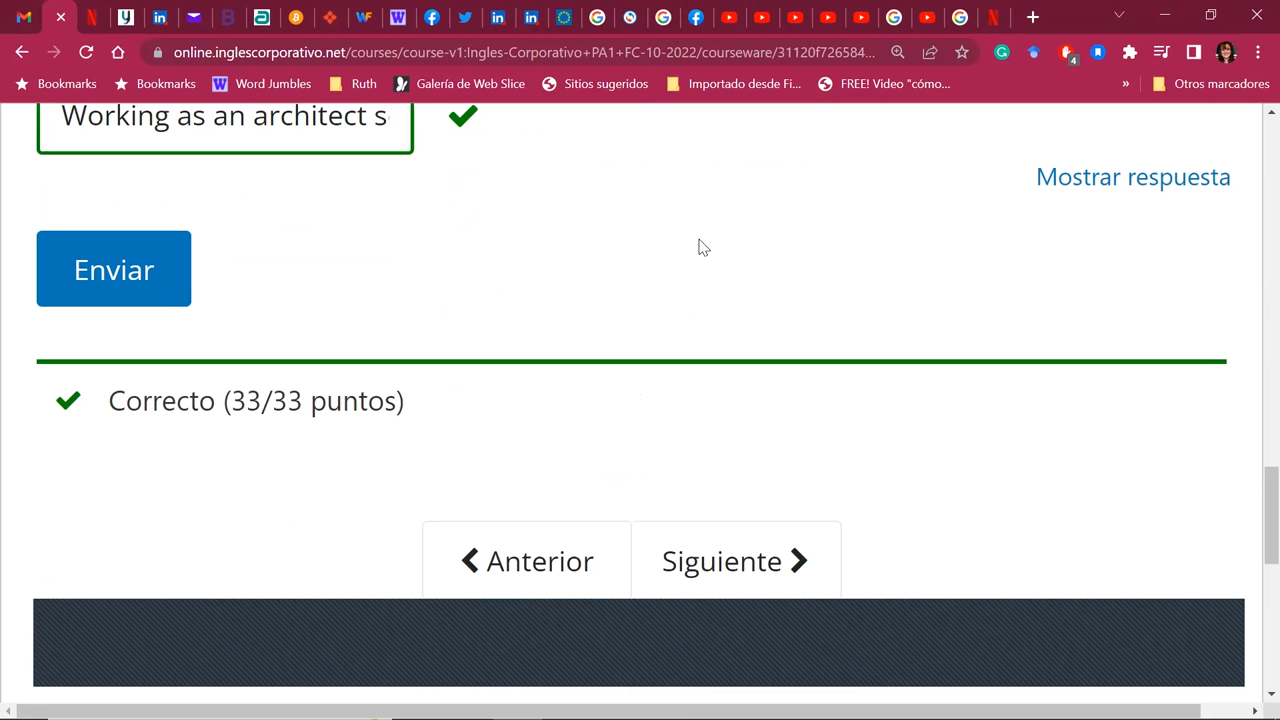 online.inglescorporativo.net/courses/course-v1:Ingles-Corporativo+PA1+FC-10-2022/courseware/31120f726584...
4
Bookmarks
Bookmarks
Word Jumbles
Ruth
Galería de Web Slice
Sitios sugeridos
Importado desde Fi...
FREE! Video "cómo...
»
Otros marcadores
Working as an architect s
Mostrar respuesta
Enviar
Correcto (33/33 puntos)
Anterior
Siguiente